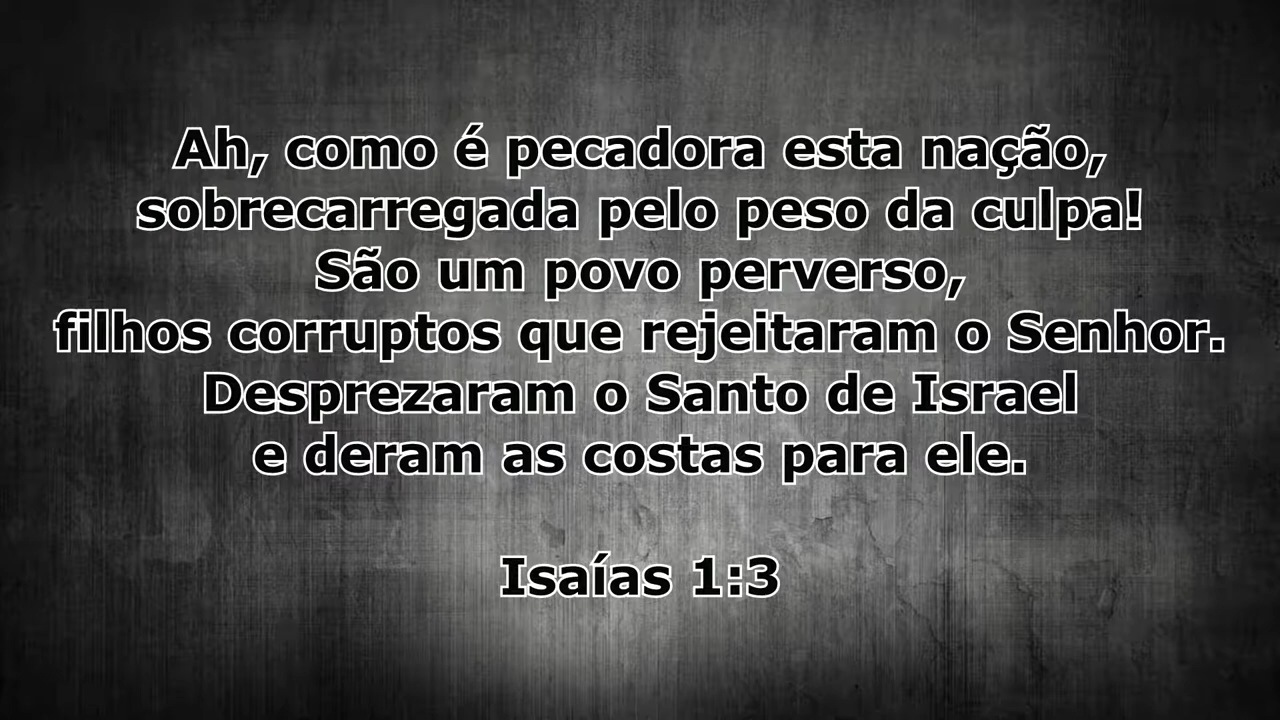 Ah, como é pecadora esta nação,
sobrecarregada pelo peso da culpa!
São um povo perverso,
filhos corruptos que rejeitaram o Senhor.
Desprezaram o Santo de Israel
e deram as costas para ele.
Isaías 1:3